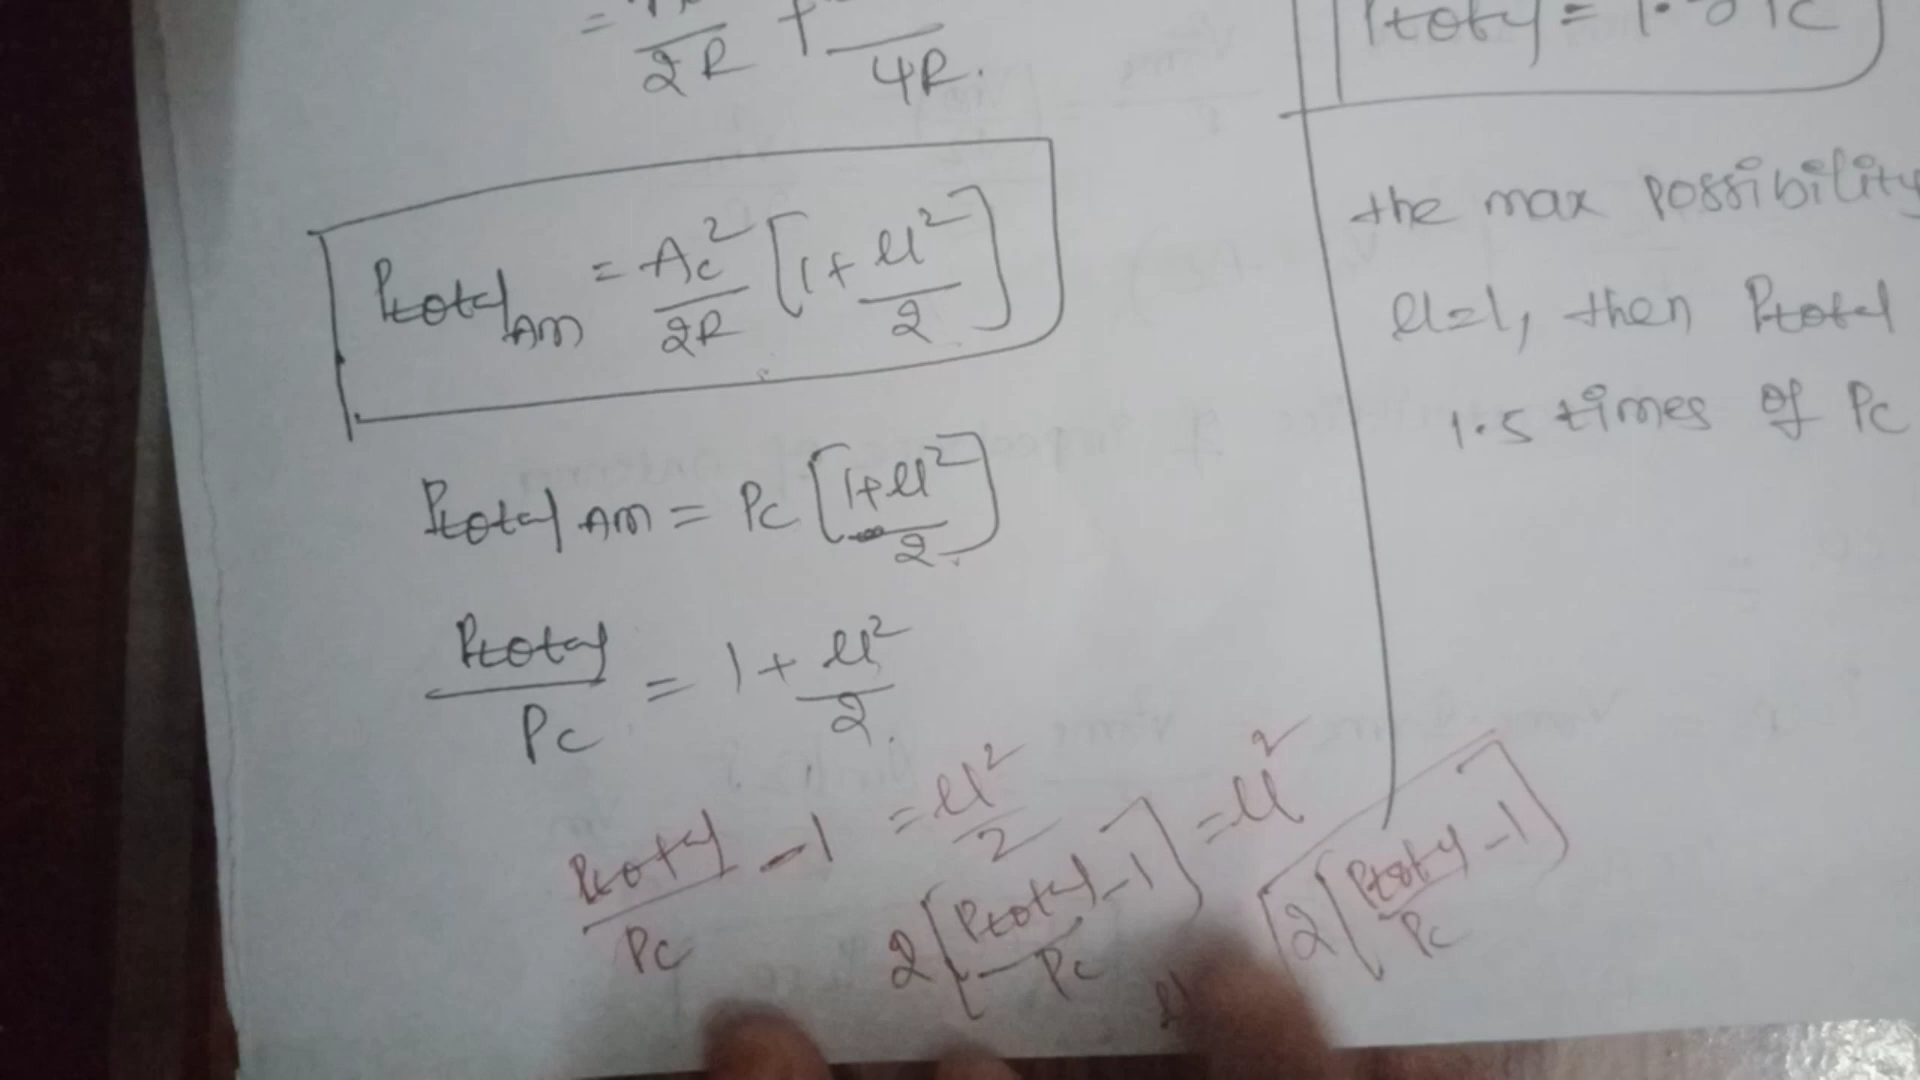 = / 2R + / 4R.
Ptotal AM = Ac² / 2R [1 + μ² / 2]
Ptotal AM = Pc [1 + μ² / 2]
Ptotal / Pc = 1 + μ² / 2.
Ptotal / Pc - 1 = μ² / 2
2 [Ptotal / Pc - 1] = μ²
2 [Ptotal / Pc - 1]
Ptotal = Pc
the max possibility
μ=1, then Ptotal
1.5 times of Pc